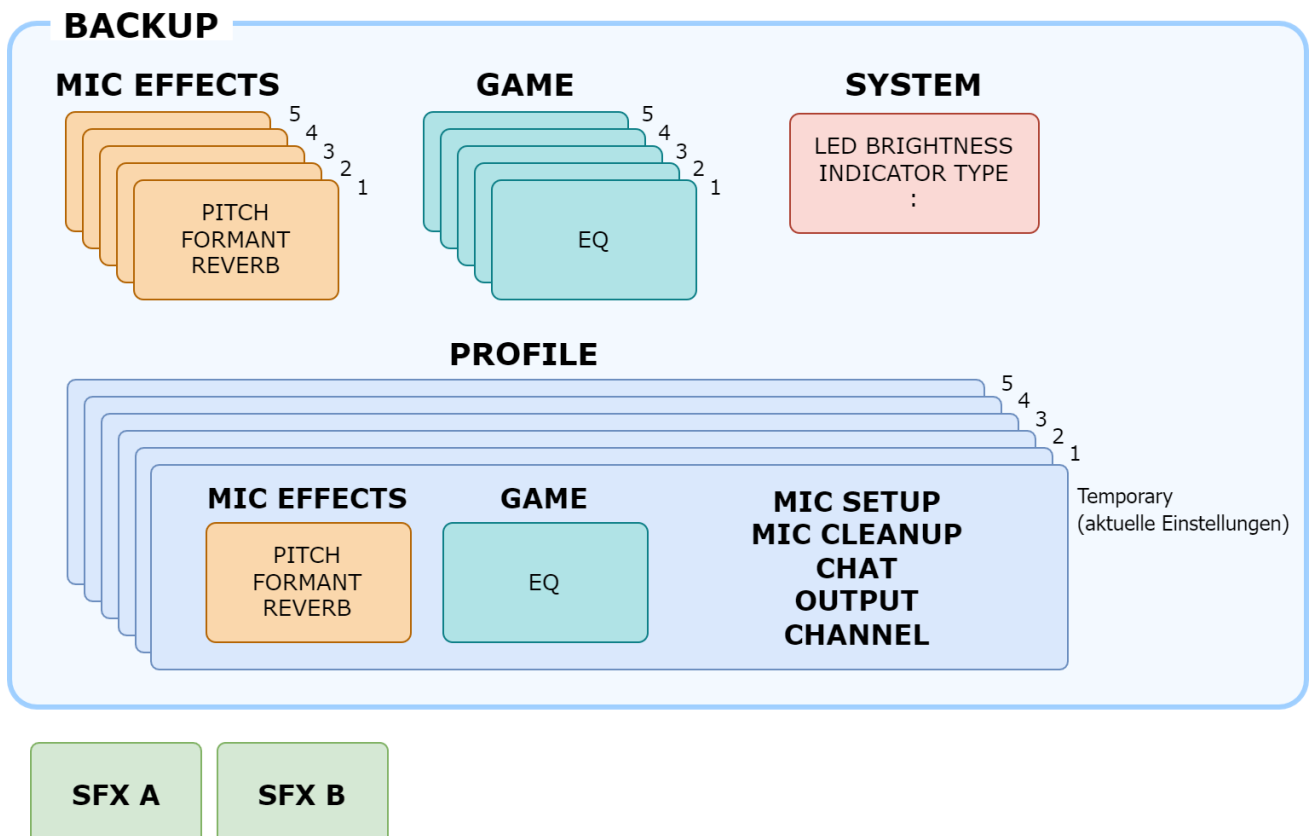 BACKUP
MIC EFFECTS
5
4
3
2
1
PITCH
FORMANT
REVERB
GAME
5
4
3
2
1
EQ
SYSTEM
LED BRIGHTNESS
INDICATOR TYPE
:
PROFILE
5
4
3
2
1
Temporary
(aktuelle Einstellungen)
MIC EFFECTS
PITCH
FORMANT
REVERB
GAME
EQ
MIC SETUP
MIC CLEANUP
CHAT
OUTPUT
CHANNEL
SFX A
SFX B